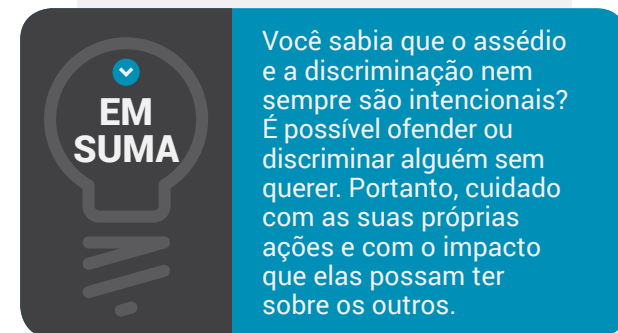 EM
SUMA
Você sabia que o assédio
e a discriminação nem
sempre são intencionais?
É possível ofender ou
discriminar alguém sem
querer. Portanto, cuidado
com as suas próprias
ações e com o impacto
que elas possam ter
sobre os outros.